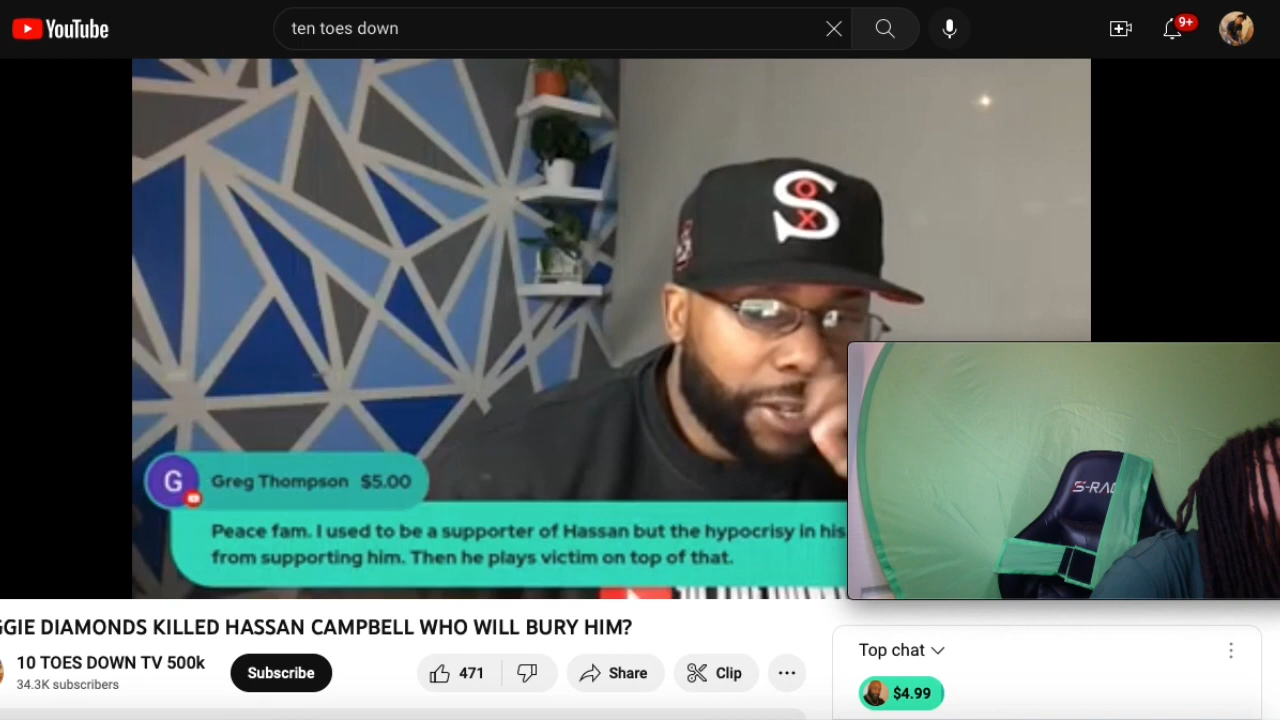 YouTube
ten toes down
9+
SOX
Greg Thompson $5.00
Peace fam. I used to be a supporter of Hassan but the hypocrisy in his
from supporting him. Then he plays victim on top of that.
G
S-RAC
GGIE DIAMONDS KILLED HASSAN CAMPBELL WHO WILL BURY HIM?
10 TOES DOWN TV 500k
34.3K subscribers
Subscribe
471
Share
Clip
Top chat
$4.99